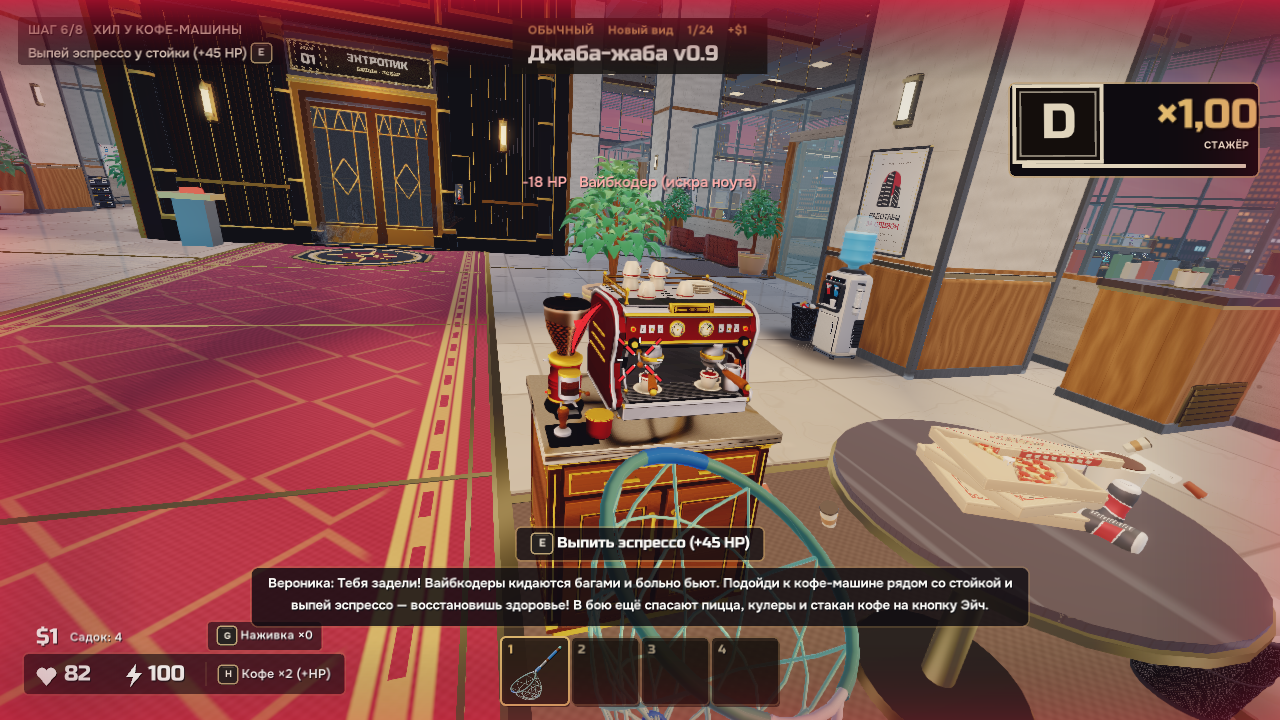 ШАГ 6/8 ХИЛ У КОФЕ-МАШИНЫ
Выпей эспрессо у стойки (+45 HP) E
ОБЫЧНЫЙ Новый вид 1/24 +$1
Джаба-жаба v0.9
01
ЭНТРОПИК
D
×1,00
СТАЖЁР
-18 HP Вайбкодер (искра ноута)
РАБОТАЕМ
E Выпить эспрессо (+45 HP)
Вероника: Тебя задели! Вайбкодеры кидаются багами и больно бьют. Подойди к кофе-машине рядом со стойкой и
выпей эспрессо — восстановишь здоровье! В бою ещё спасают пицца, кулеры и стакан кофе на кнопку Эйч.
$1 Садок: 4
G Наживка ×0
82 100 H Кофе ×2 (+HP)
1 2 3 4